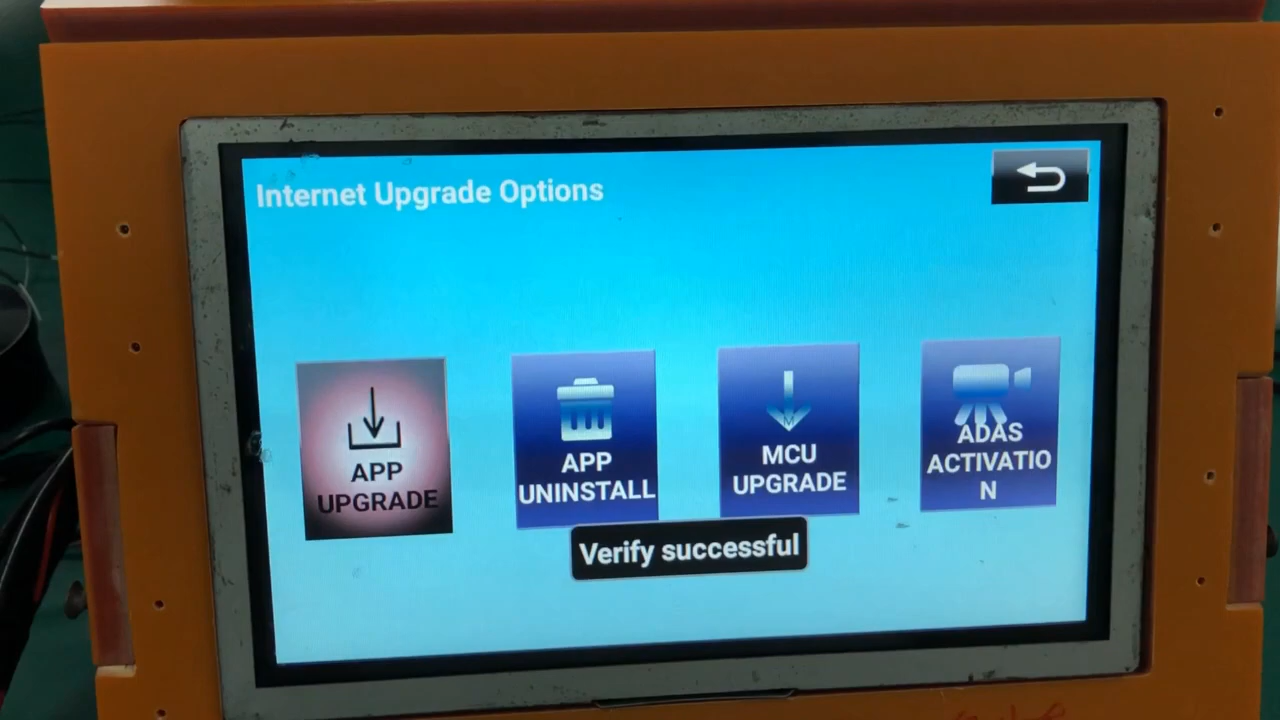 Internet Upgrade Options
APP
UPGRADE
APP
UNINSTALL
MCU
UPGRADE
ADAS
ACTIVATIO
N
Verify successful